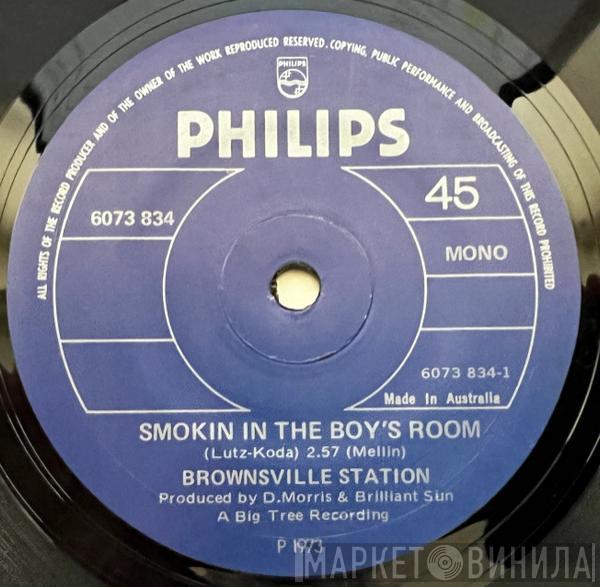 ALL RIGHTS OF THE RECORD PRODUCER AND OF THE OWNER OF THE WORK REPRODUCED RESERVED. COPYING, PUBLIC PERFORMANCE AND BROADCASTING OF THIS RECORD PROHIBITED
PHILIPS
PHILIPS
6073 834
45
MONO
6073 834-1
Made In Australia
SMOKIN IN THE BOY'S ROOM
(Lutz-Koda) 2.57 (Mellin)
BROWNSVILLE STATION
Produced by D.Morris & Brilliant Sun
A Big Tree Recording
P 1973
МАРКЕТ ВИНИЛА